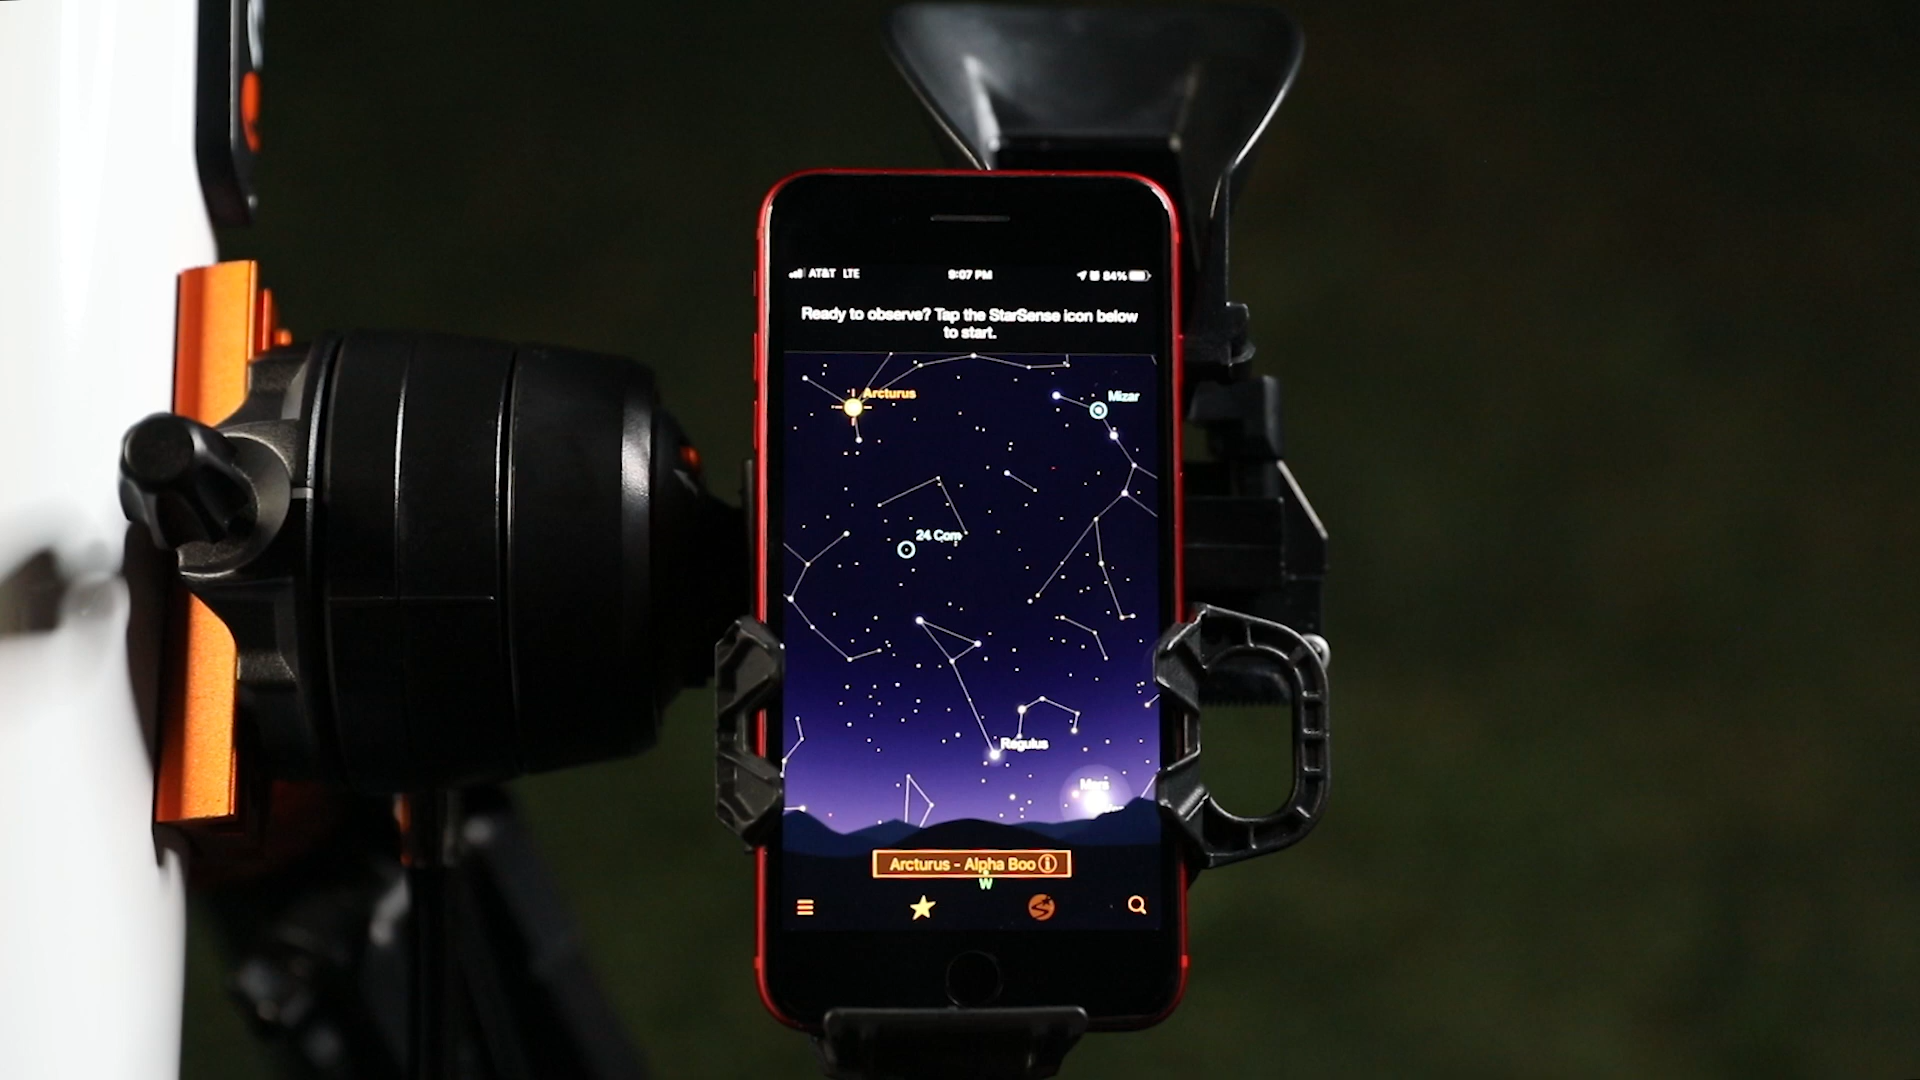 AT&T LTE 9:07 PM 84%
Ready to observe? Tap the StarSense icon below
to start.
Arcturus
Mizar
24 Com
Regulus
Mars
Arcturus - Alpha Boo
W